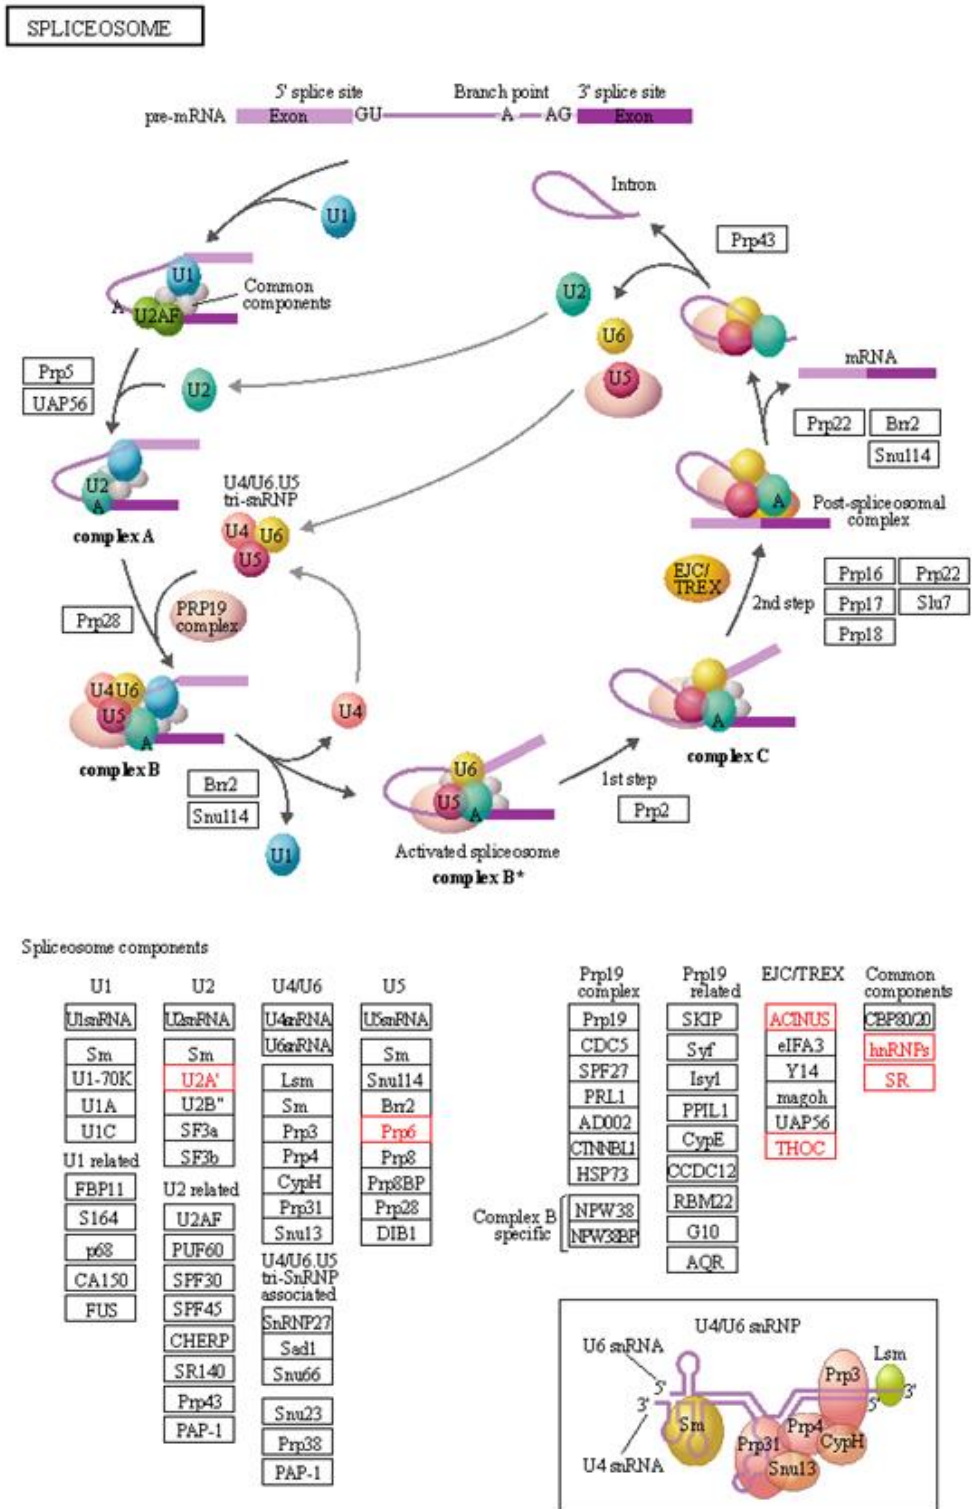 SPLICEOSOME
5' splice site
Branch point
3' splice site
pre-mRNA
Exon
GU
A
AG
Exon
U1
Intron
Prp43
U1
Common
components
A
U2AF
U2
U6
U5
mRNA
Prp5
UAP56
U2
Prp22
Brr2
Snu114
U2
A
complex A
U4/U6.U5
tri-snRNP
U4
U6
U5
A
Post-spliceosomal
complex
EJC/
TREX
2nd step
Prp16
Prp22
Prp17
Slu7
Prp18
Prp28
PRP19
complex
U4
U6
U5
A
complex B
U4
A
complex C
Brr2
Snu114
U1
U6
U5
A
1st step
Prp2
Activated spliceosome
complex B*
Spliceosome components
U1
U1snRNA
Sm
U1-70K
U1A
U1C
U1 related
FBP11
S164
p68
CA150
FUS
U2
U2snRNA
Sm
U2A'
U2B"
SF3a
SF3b
U2 related
U2AF
PUF60
SPF30
SPF45
CHERP
SR140
Prp43
PAP-1
U4/U6
U4snRNA
U6snRNA
Lsm
Sm
Prp3
Prp4
CypH
Prp31
Snu13
U4/U6.U5
tri-SnRNP
associated
SnRNP27
Sad1
Snu66
Snu23
Prp38
PAP-1
U5
U5snRNA
Sm
Snu114
Brr2
Prp6
Prp8
Prp8BP
Prp28
DIB1
Prp19
complex
Prp19
CDC5
SPF27
PRL1
AD002
CTNNBL1
HSP73
Complex B
specific
NPW38
NPW38BP
Prp19
related
SKIP
Syf
Isy1
PPIL1
CypE
CCDC12
RBM22
G10
AQR
EJC/TREX
ACINUS
eIFA3
Y14
magoh
UAP56
THOC
Common
components
CBP80/20
hnRNPs
SR
U4/U6 snRNP
U6 snRNA
5'
3'
Sm
U4 snRNA
Prp3
Lsm
3'
5'
Prp4
Prp31
CypH
Snu13